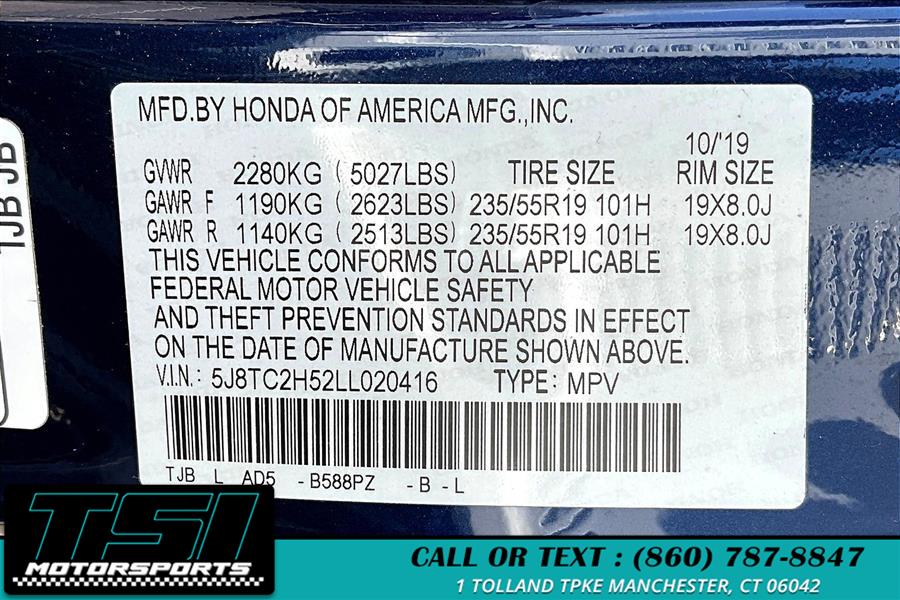 MFD.BY HONDA OF AMERICA MFG.,INC.
10/'19
GVWR 2280KG (5027LBS) TIRE SIZE RIM SIZE
GAWR F 1190KG (2623LBS) 235/55R19 101H 19X8.0J
GAWR R 1140KG (2513LBS) 235/55R19 101H 19X8.0J
THIS VEHICLE CONFORMS TO ALL APPLICABLE
FEDERAL MOTOR VEHICLE SAFETY
AND THEFT PREVENTION STANDARDS IN EFFECT
ON THE DATE OF MANUFACTURE SHOWN ABOVE.
V.I.N.: 5J8TC2H52LL020416 TYPE: MPV
TJB L AD5 -B588PZ -B -L
TJB JB
TSI
MOTORSPORTS
CALL OR TEXT : (860) 787-8847
1 TOLLAND TPKE MANCHESTER, CT 06042